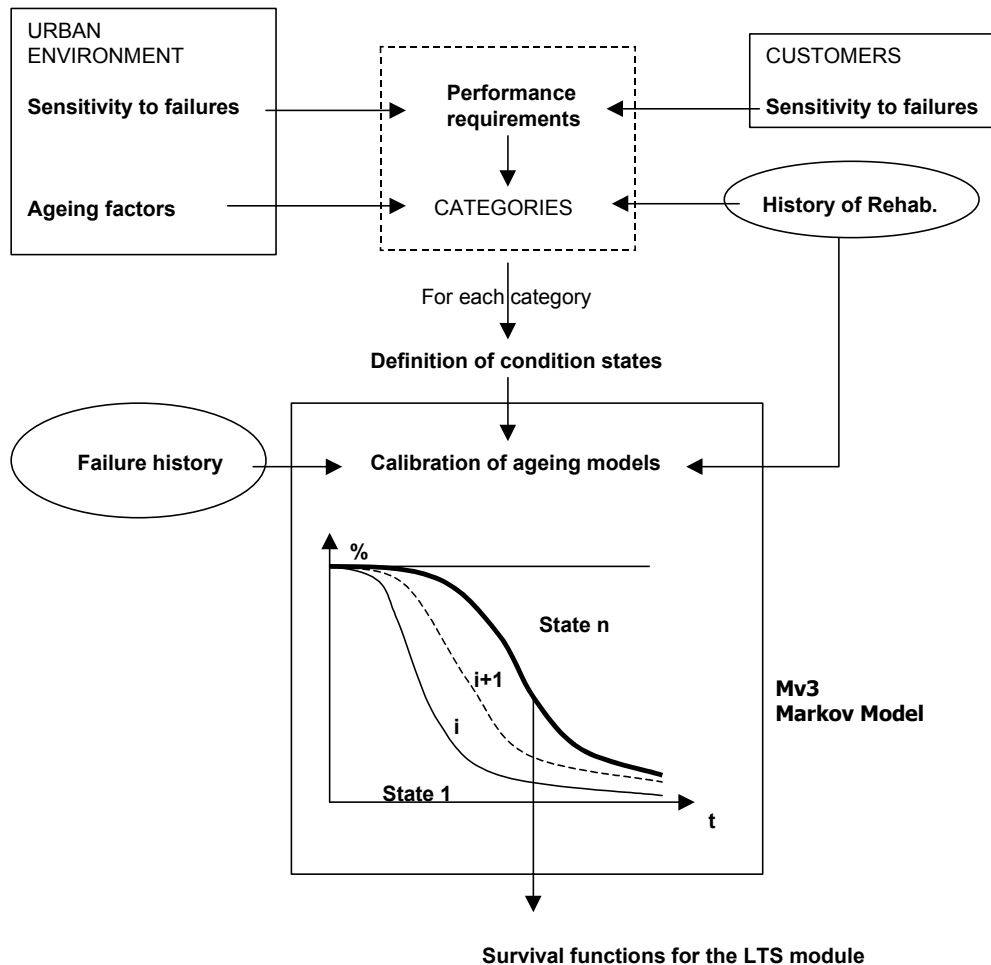 URBAN
ENVIRONMENT
Sensitivity to failures
Ageing factors
Performance
requirements
CATEGORIES
CUSTOMERS
Sensitivity to failures
History of Rehab.
For each category
Definition of condition states
Failure history
Calibration of ageing models
%
State n
i+1
i
State 1
t
Mv3
Markov Model
Survival functions for the LTS module